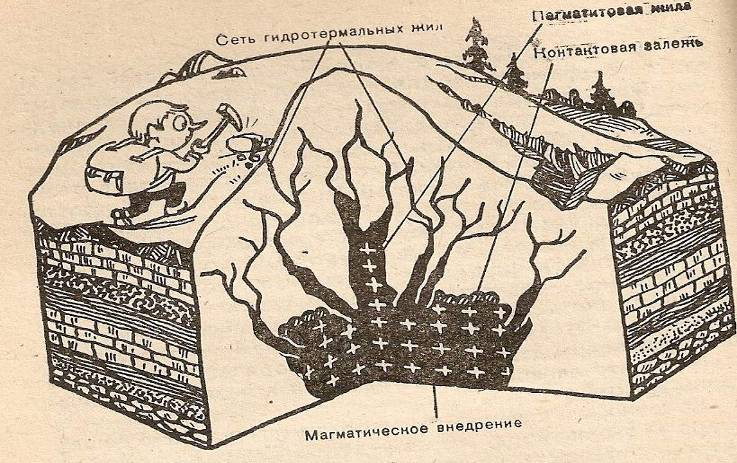 Сеть гидротермальных жил
Пегматитовая жила
Контактовая залежь
Магматическое внедрение